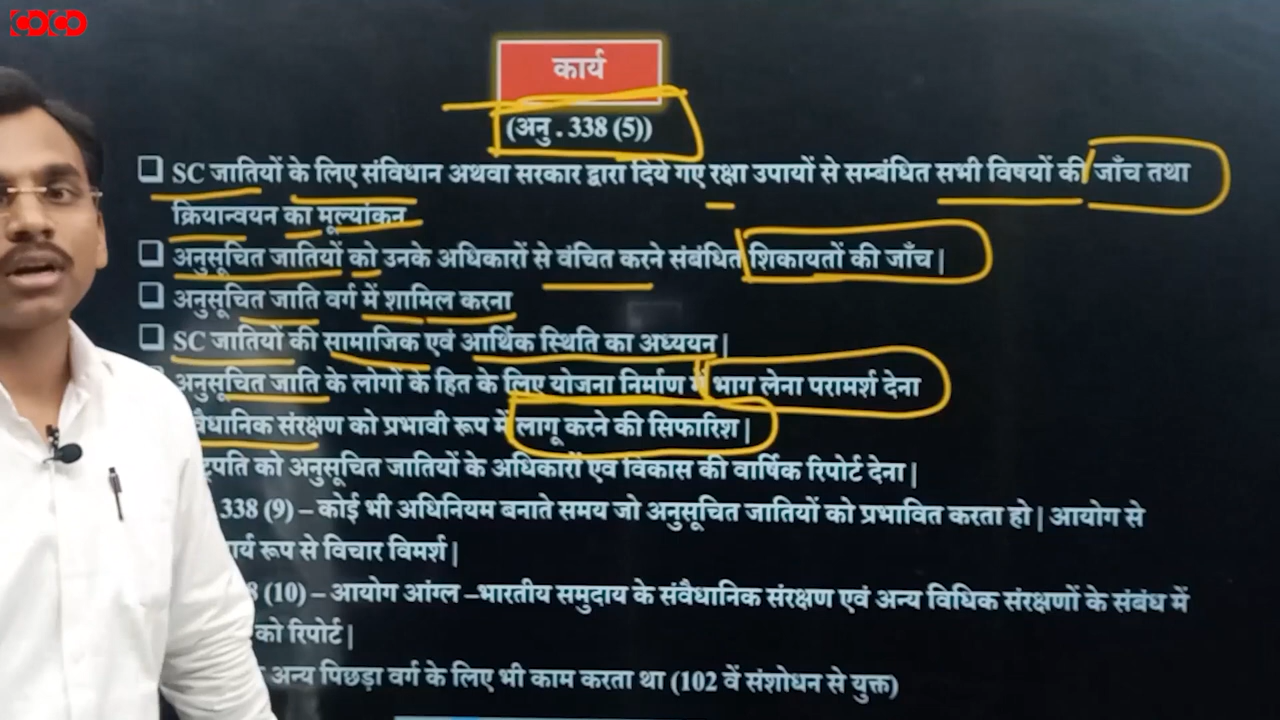 COCO
कार्य
(अनु . 338 (5))
SC जातियों के लिए संविधान अथवा सरकार द्वारा दिये गए रक्षा उपायों से सम्बंधित सभी विषयों की जाँच तथा
क्रियान्वयन का मूल्यांकन
अनुसूचित जातियों को उनके अधिकारों से वंचित करने संबंधित शिकायतों की जाँच |
अनुसूचित जाति वर्ग में शामिल करना
SC जातियों की सामाजिक एवं आर्थिक स्थिति का अध्ययन |
अनुसूचित जाति के लोगों के हित के लिए योजना निर्माण में भाग लेना परामर्श देना
वैधानिक संरक्षण को प्रभावी रूप में लागू करने की सिफारिश |
को अनुसूचित जातियों के अधिकारों एव विकास की वार्षिक रिपोर्ट देना |
338 (9) – कोई भी अधिनियम बनाते समय जो अनुसूचित जातियों को प्रभावित करता हो | आयोग से
रूप से विचार विमर्श |
(10) – आयोग आंग्ल –भारतीय समुदाय के संवैधानिक संरक्षण एवं अन्य विधिक संरक्षणों के संबंध में
को रिपोर्ट |
अन्य पिछड़ा वर्ग के लिए भी काम करता था (102 वें संशोधन से युक्त)